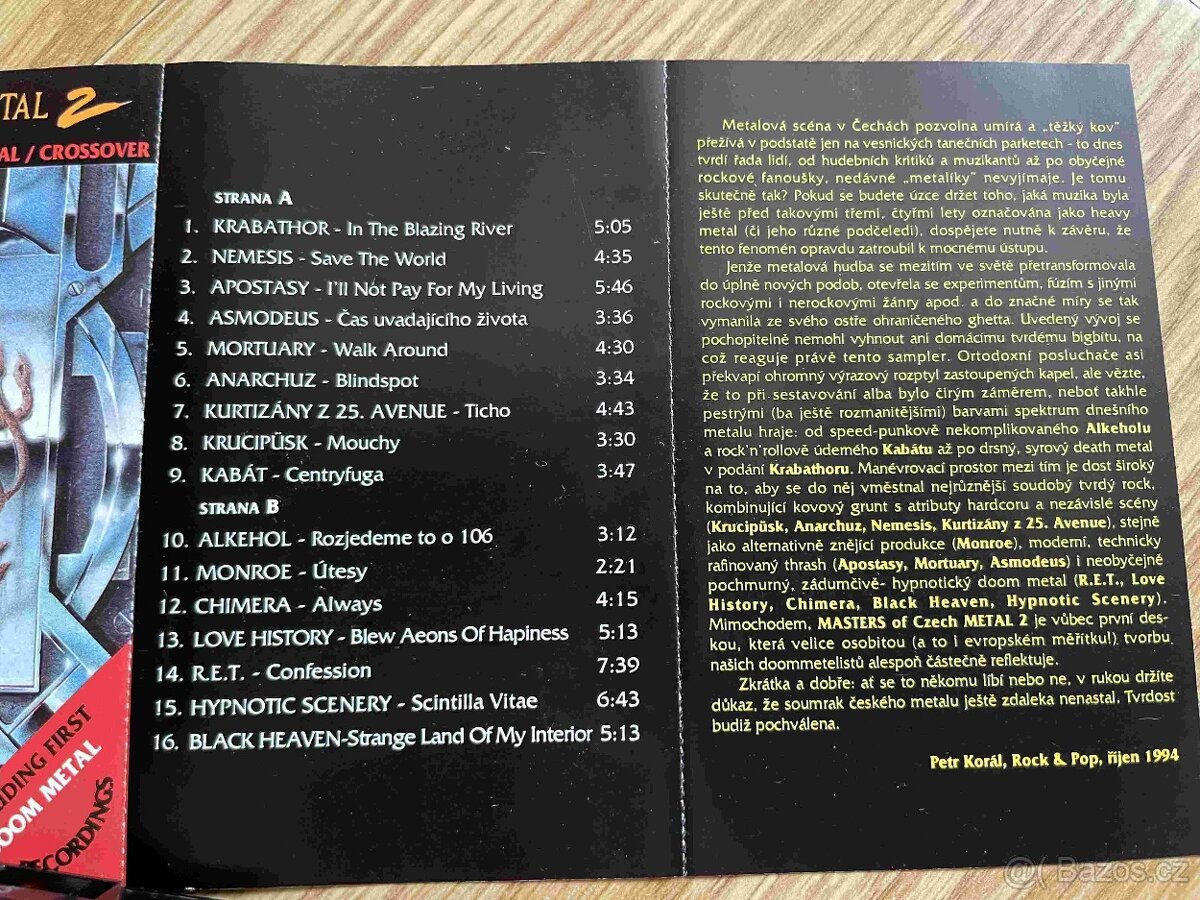 TAL 2
AL / CROSSOVER
UDING FIRST
OOM METAL
RECORDINGS
STRANA A
1. KRABATHOR - In The Blazing River 5:05
2. NEMESIS - Save The World 4:35
3. APOSTASY - I'll Nót Pay For My Living 5:46
4. ASMODEUS - Čas uvadajícího života 3:36
5. MORTUARY - Walk Around 4:30
6. ANARCHUZ - Blindspot 3:34
7. KURTIZÁNY Z 25. AVENUE - Ticho 4:43
8. KRUCIPÜSK - Mouchy 3:30
9. KABÁT - Centryfuga 3:47
STRANA B
10. ALKEHOL - Rozjedeme to o 106 3:12
11. MONROE - Útesy 2:21
12. CHIMERA - Always 4:15
13. LOVE HISTORY - Blew Aeons Of Hapiness 5:13
14. R.E.T. - Confession 7:39
15. HYPNOTIC SCENERY - Scintilla Vitae 6:43
16. BLACK HEAVEN-Strange Land Of My Interior 5:13
Metalová scéna v Čechách pozvolna umírá a „těžký kov"
přežívá v podstatě jen na vesnických tanečních parketech - to dnes
tvrdí řada lidí, od hudebních kritiků a muzikantů až po obyčejné
rockové fanoušky, nedávné „metalíky" nevyjímaje. Je tomu
skutečně tak? Pokud se budete úzce držet toho, jaká muzika byla
ještě před takovými třemi, čtyřmi lety označována jako heavy
metal (či jeho různé podčeledi), dospějete nutně k závěru, že
tento fenomén opravdu zatroubil k mocnému ústupu.
Jenže metalová hudba se mezitím ve světě přetransformovala
do úplně nových podob, otevřela se experimentům, fúzím s jinými
rockovými i nerockovými žánry apod. a do značné míry se tak
vymanila ze svého ostře ohraničeného ghetta. Uvedený vývoj se
pochopitelně nemohl vyhnout ani domácímu tvrdému bigbítu, na
což reaguje právě tento sampler. Ortodoxní posluchače asi
překvapí ohromný výrazový rozptyl zastoupených kapel, ale vězte,
že to při sestavování alba bylo čirým záměrem, neboť takhle
pestrými (ba ještě rozmanitějšími) barvami spektrum dnešního
metalu hraje: od speed-punkově nekomplikovaného Alkeholu
a rock'n'rollově úderného Kabátu až po drsný, syrový death metal
v podání Krabathoru. Manévrovací prostor mezi tím je dost široký
na to, aby se do něj vměstnal nejrůznější soudobý tvrdý rock,
kombinující kovový grunt s atributy hardcoru a nezávislé scény
(Krucipüsk, Anarchuz, Nemesis, Kurtizány z 25. Avenue), stejně
jako alternativně znějící produkce (Monroe), moderní, technicky
rafinovaný thrash (Apostasy, Mortuary, Asmodeus) i neobyčejně
pochmurný, zádumčivě- hypnotický doom metal (R.E.T., Love
History, Chimera, Black Heaven, Hypnotic Scenery).
Mimochodem, MASTERS of Czech METAL 2 je vůbec první des-
kou, která velice osobitou (a to i evropském měřítku!) tvorbu
našich doommetelistů alespoň částečně reflektuje.
Zkrátka a dobře: ať se to někomu líbí nebo ne, v rukou držíte
důkaz, že soumrak českého metalu ještě zdaleka nenastal. Tvrdost
budiž pochválena.
Petr Korál, Rock & Pop, říjen 1994
@( Bazos.cz